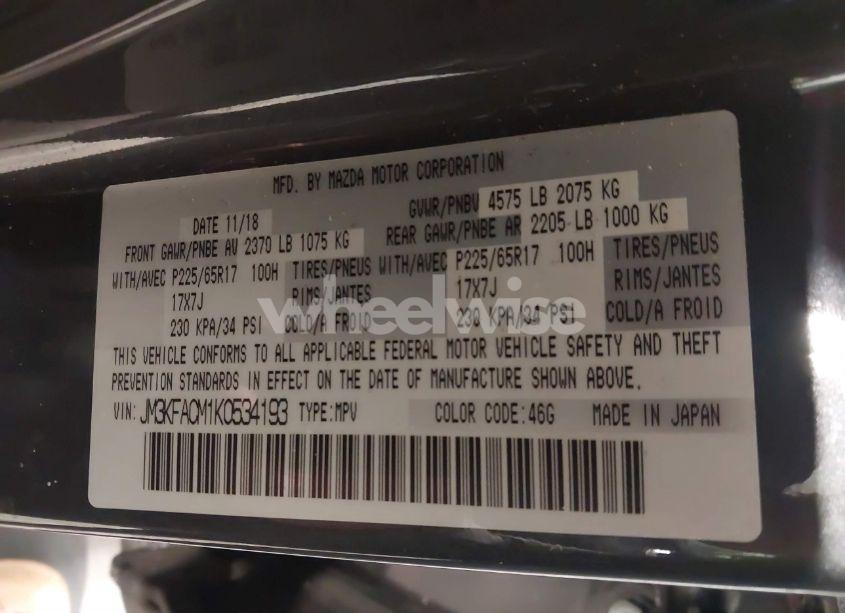 MFD. BY MAZDA MOTOR CORPORATION
DATE 11/18 GVWR/PNBV 4575 LB 2075 KG
FRONT GAWR/PNBE AV 2370 LB 1075 KG REAR GAWR/PNBE AR 2205 LB 1000 KG
WITH/AVEC P225/65R17 100H TIRES/PNEUS WITH/AVEC P225/65R17 100H TIRES/PNEUS
17X7J RIMS/JANTES 17X7J RIMS/JANTES
230 KPA/34 PSI COLD/A FROID 230 KPA/34 PSI COLD/A FROID
wheelwise
THIS VEHICLE CONFORMS TO ALL APPLICABLE FEDERAL MOTOR VEHICLE SAFETY AND THEFT
PREVENTION STANDARDS IN EFFECT ON THE DATE OF MANUFACTURE SHOWN ABOVE.
VIN: JM3KFACM1K0534193 TYPE:MPV COLOR CODE:46G MADE IN JAPAN